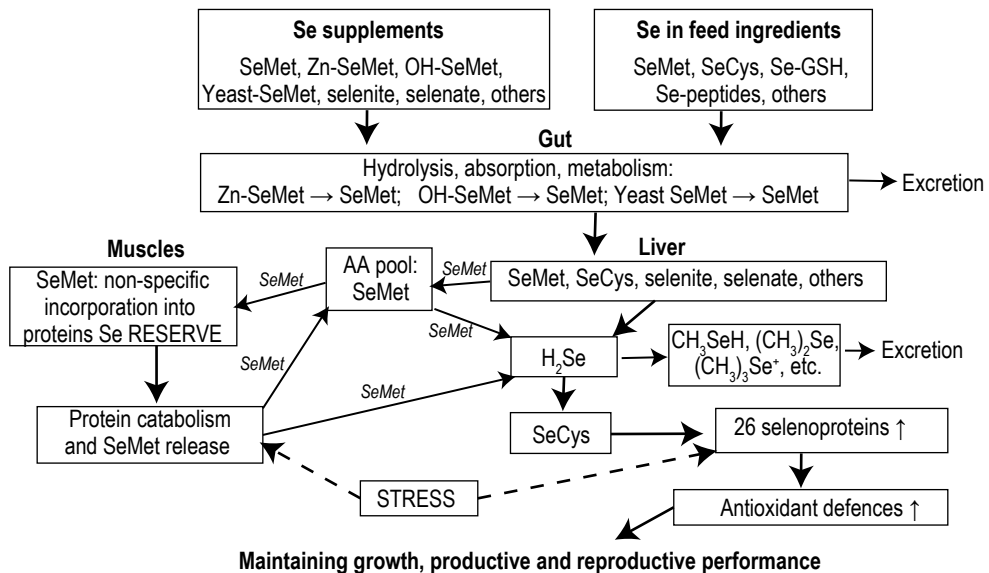 Se supplements
SeMet, Zn-SeMet, OH-SeMet,
Yeast-SeMet, selenite, selenate, others
Se in feed ingredients
SeMet, SeCys, Se-GSH,
Se-peptides, others
Gut
Hydrolysis, absorption, metabolism:
Zn-SeMet → SeMet; OH-SeMet → SeMet; Yeast SeMet → SeMet
Excretion
Muscles
SeMet: non-specific
incorporation into
proteins Se RESERVE
SeMet
AA pool:
SeMet
SeMet
Liver
SeMet, SeCys, selenite, selenate, others
SeMet
SeMet
SeMet
H₂Se
CH₃SeH, (CH₃)₂Se,
(CH₃)₃Se⁺, etc.
Excretion
Protein catabolism
and SeMet release
SeCys
26 selenoproteins ↑
STRESS
Antioxidant defences ↑
Maintaining growth, productive and reproductive performance